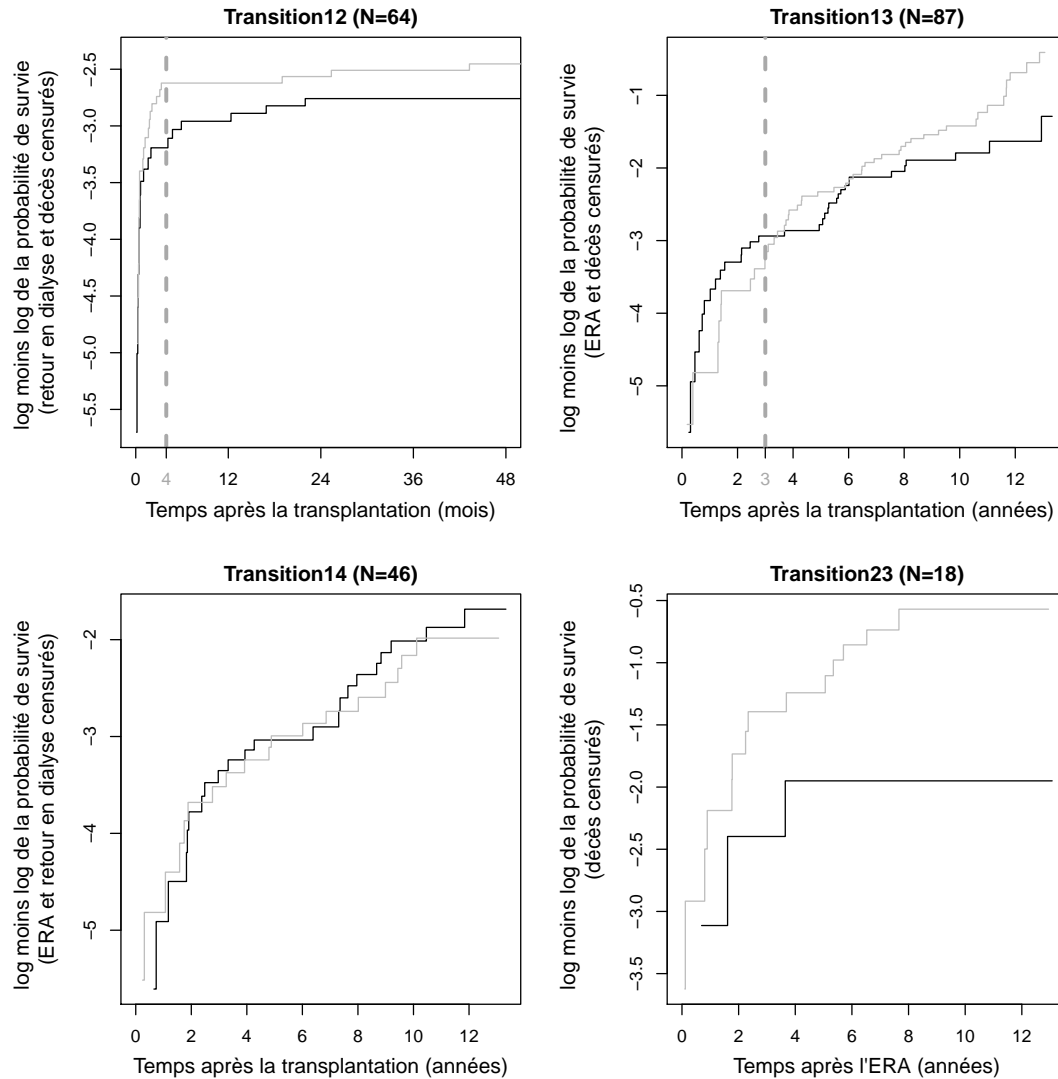 Transition12 (N=64)
log moins log de la probabilité de survie
(retour en dialyse et décès censurés)
−2.5
−3.0
−3.5
−4.0
−4.5
−5.0
−5.5
0 4 12 24 36 48
Temps après la transplantation (mois)
Transition13 (N=87)
log moins log de la probabilité de survie
(ERA et décès censurés)
−1
−2
−3
−4
−5
0 2 3 4 6 8 10 12
Temps après la transplantation (années)
Transition14 (N=46)
log moins log de la probabilité de survie
(ERA et retour en dialyse censurés)
−2
−3
−4
−5
0 2 4 6 8 10 12
Temps après la transplantation (années)
Transition23 (N=18)
log moins log de la probabilité de survie
(décès censurés)
−0.5
−1.0
−1.5
−2.0
−2.5
−3.0
−3.5
0 2 4 6 8 10 12
Temps après l'ERA (années)